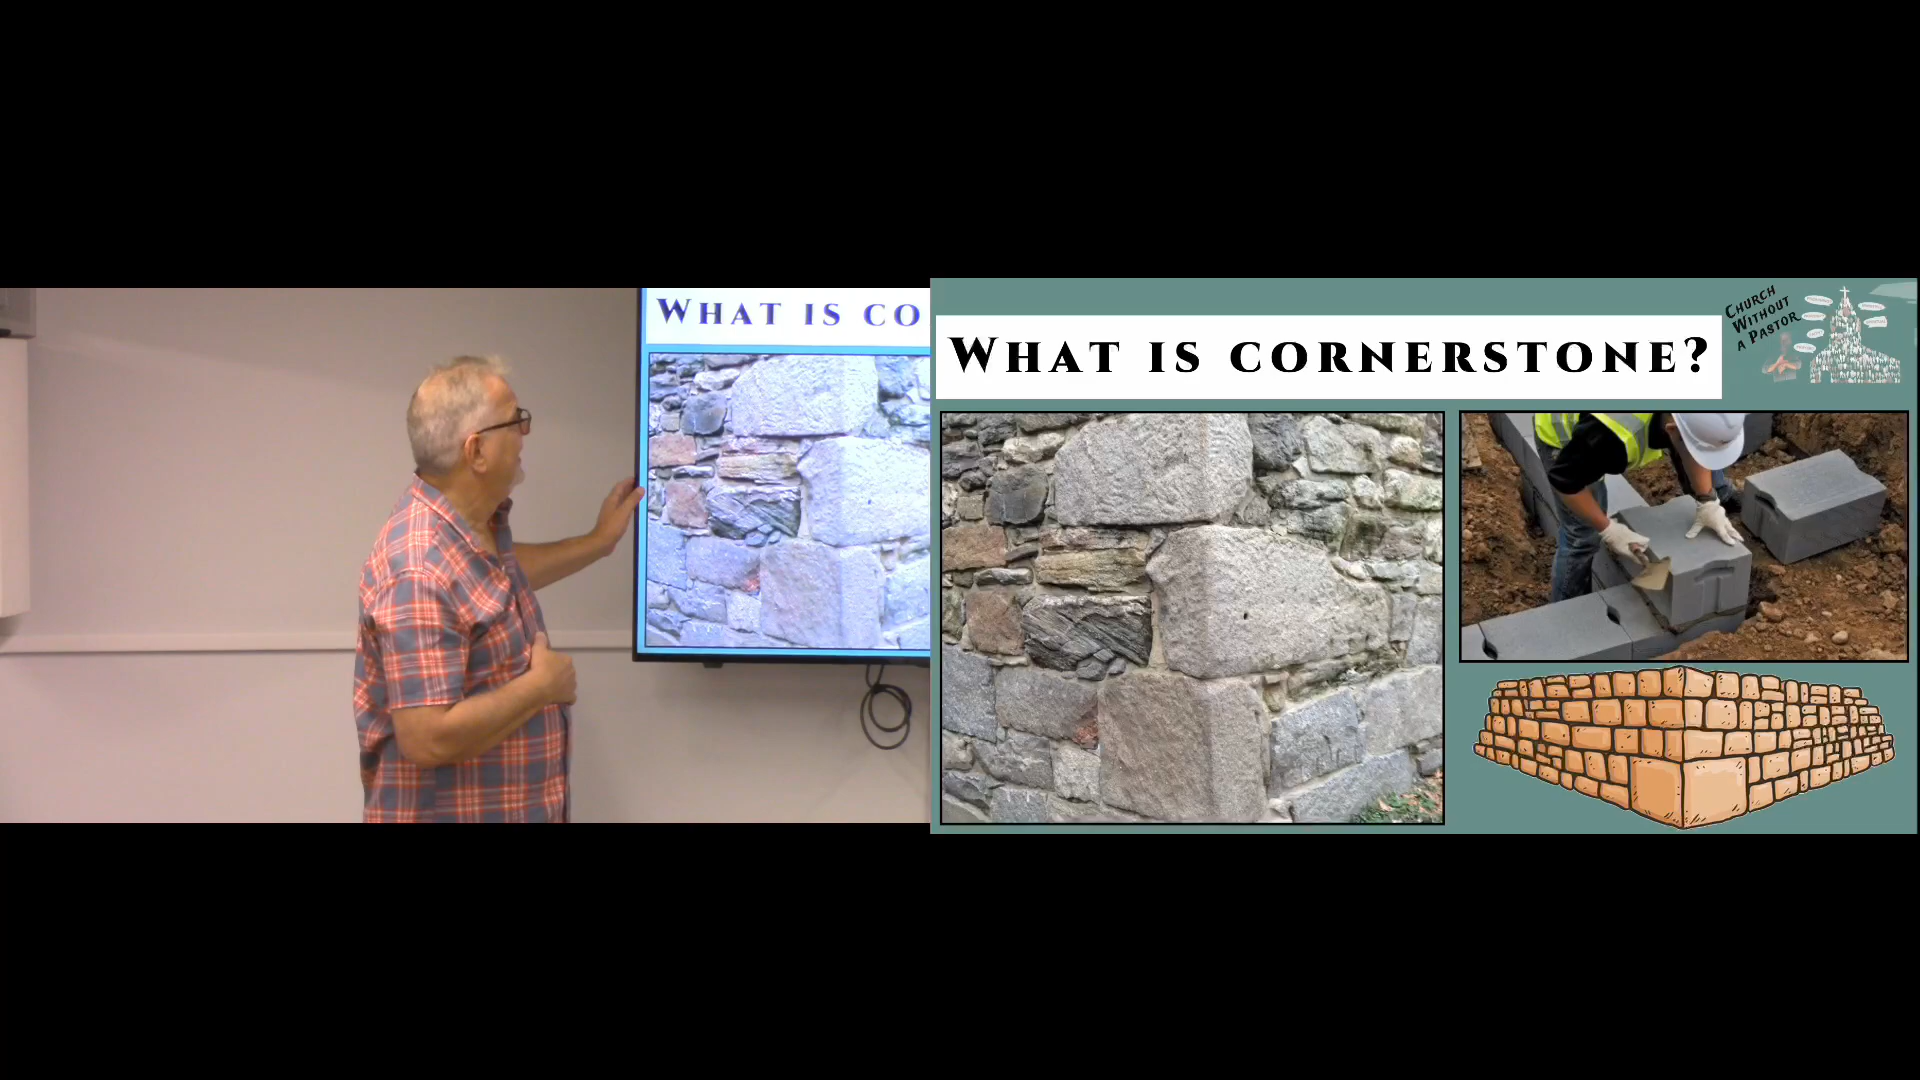 What is co
What is cornerstone?
Church
Without
a Pastor